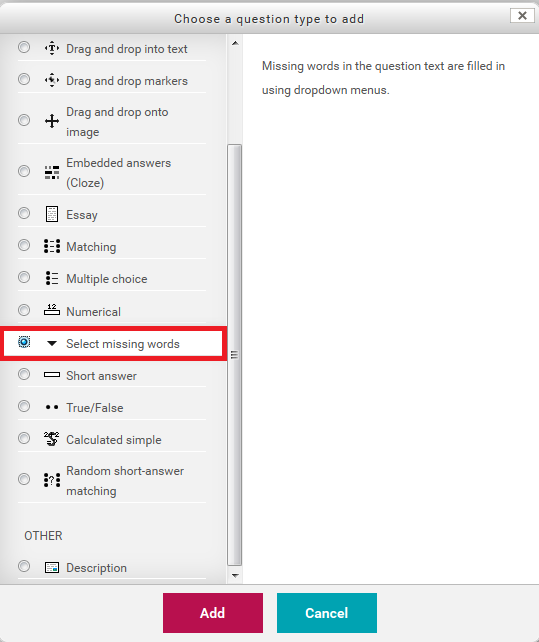 Choose a question type to add
Drag and drop into text
Drag and drop markers
Drag and drop onto
image
Embedded answers
(Cloze)
Essay
Matching
Multiple choice
Numerical
Select missing words
Short answer
True/False
Calculated simple
Random short-answer
matching
OTHER
Description
Missing words in the question text are filled in
using dropdown menus.
Add
Cancel